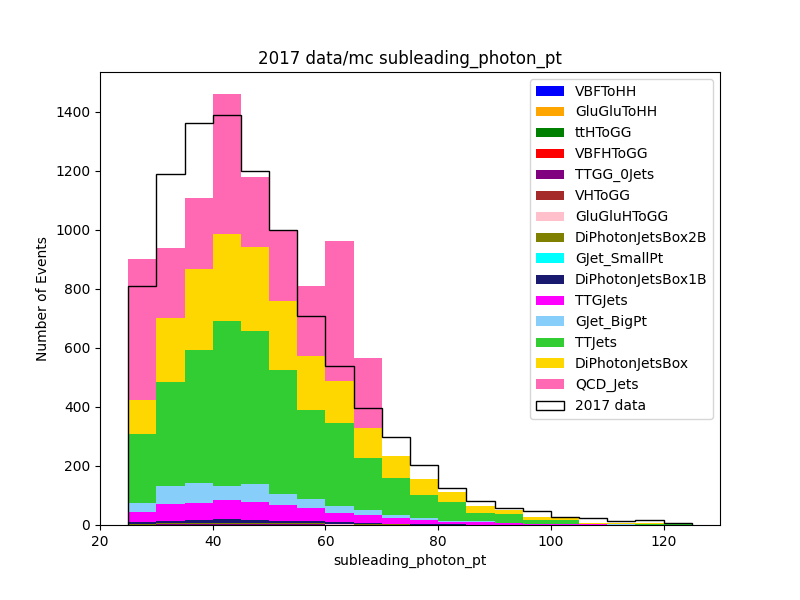 2017 data/mc subleading_photon_pt
Number of Events
1400
1200
1000
800
600
400
200
0
20
40
60
80
100
120
subleading_photon_pt
VBFToHH
GluGluToHH
ttHToGG
VBFHToGG
TTGG_0Jets
VHToGG
GluGluHToGG
DiPhotonJetsBox2B
GJet_SmallPt
DiPhotonJetsBox1B
TTGJets
GJet_BigPt
TTJets
DiPhotonJetsBox
QCD_Jets
2017 data